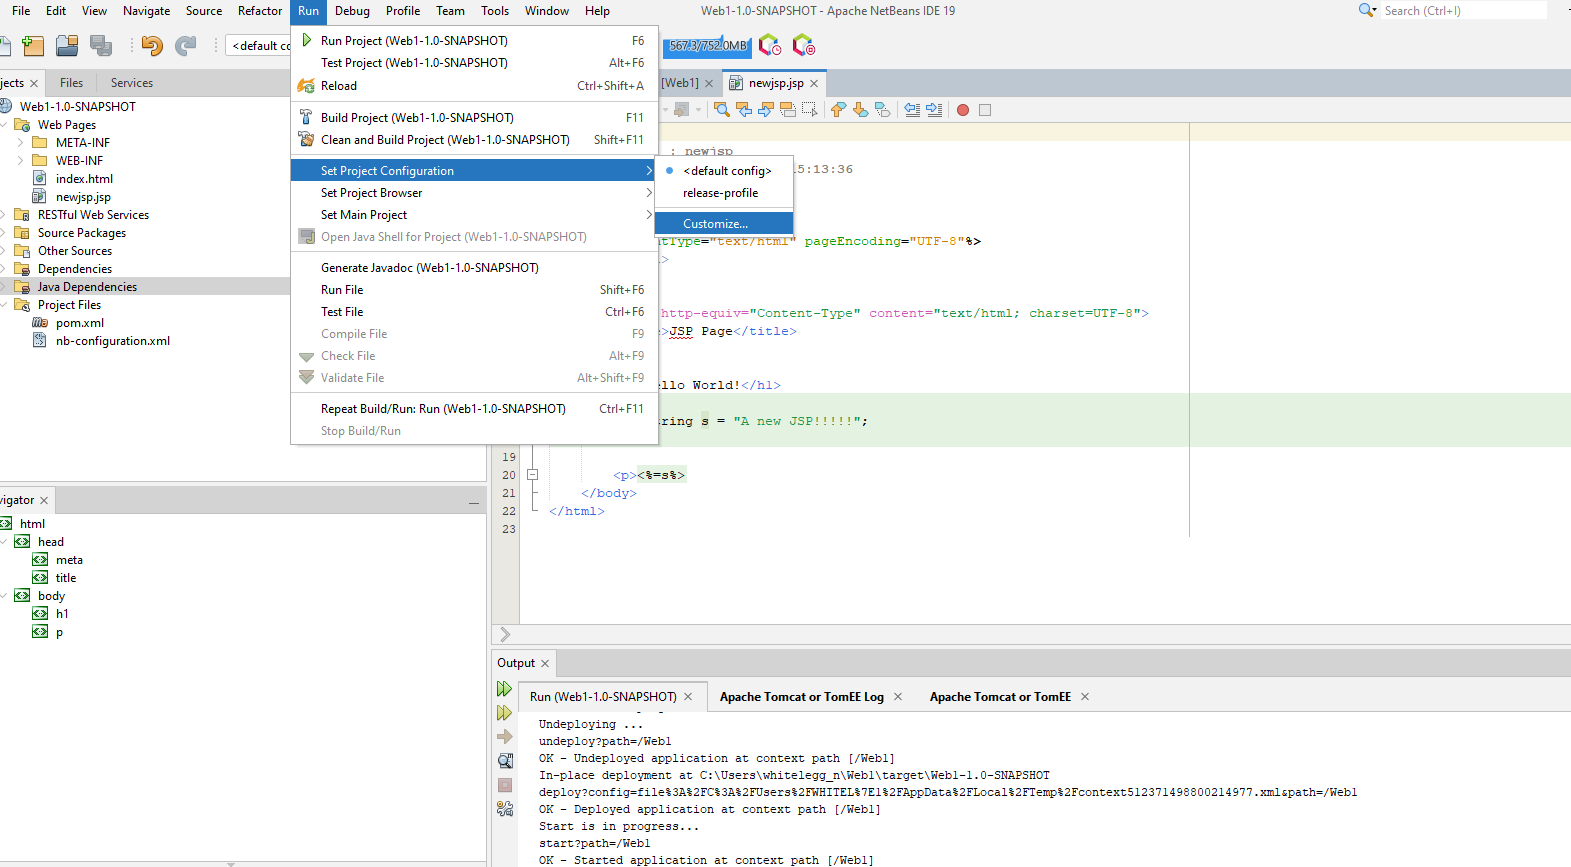 File Edit View Navigate Source Refactor Run Debug Profile Team Tools Window Help
Web1-1.0-SNAPSHOT - Apache NetBeans IDE 19
Search (Ctrl+I)
567.3/752.0MB
Files
Services
Web1-1.0-SNAPSHOT
Web Pages
META-INF
WEB-INF
index.html
newjsp.jsp
RESTful Web Services
Source Packages
Other Sources
Dependencies
Java Dependencies
Project Files
pom.xml
nb-configuration.xml
Run Project (Web1-1.0-SNAPSHOT) F6
Test Project (Web1-1.0-SNAPSHOT) Alt+F6
Reload Ctrl+Shift+A
Build Project (Web1-1.0-SNAPSHOT) F11
Clean and Build Project (Web1-1.0-SNAPSHOT) Shift+F11
Set Project Configuration
Set Project Browser
Set Main Project
Open Java Shell for Project (Web1-1.0-SNAPSHOT)
Generate Javadoc (Web1-1.0-SNAPSHOT)
Run File Shift+F6
Test File Ctrl+F6
Compile File F9
Check File Alt+F9
Validate File Alt+Shift+F9
Repeat Build/Run: Run (Web1-1.0-SNAPSHOT) Ctrl+F11
Stop Build/Run
<default config>
release-profile
Customize...
[Web1]
newjsp.jsp
: newjsp
5:13:36
ntType="text/html" pageEncoding="UTF-8"%>
>
http-equiv="Content-Type" content="text/html; charset=UTF-8">
>JSP Page</title>
ello World!</h1>
ring s = "A new JSP!!!!!";
19
20 <p><%=s%>
21 </body>
22 </html>
23
html
head
meta
title
body
h1
p
Output
Run (Web1-1.0-SNAPSHOT)
Apache Tomcat or TomEE Log
Apache Tomcat or TomEE
Undeploying ...
undeploy?path=/Web1
OK - Undeployed application at context path [/Web1]
In-place deployment at C:\Users\whitelegg_n\Web1\target\Web1-1.0-SNAPSHOT
deploy?config=file%3A%2FC%3A%2FUsers%2FWHITEL%7E1%2FAppData%2FLocal%2FTemp%2Fcontext512371498800214977.xml&path=/Web1
OK - Deployed application at context path [/Web1]
Start is in progress...
start?path=/Web1
OK - Started application at context path [/Web1]